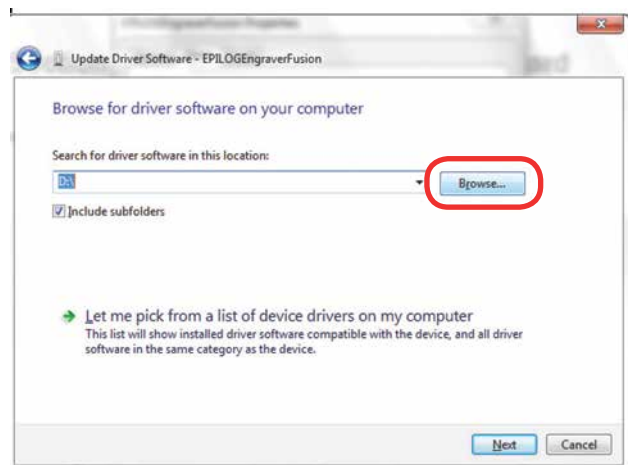 Update Driver Software - EPILOGEngraverFusion
Browse for driver software on your computer
Search for driver software in this location:
D:\
Browse...
Include subfolders
Let me pick from a list of device drivers on my computer
This list will show installed driver software compatible with the device, and all driver
software in the same category as the device.
Next
Cancel